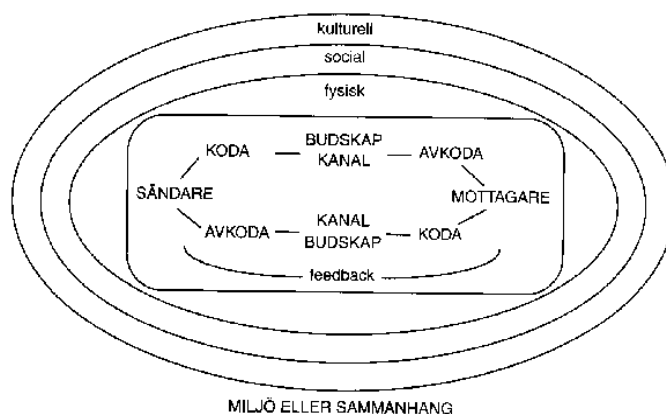 kulturell
social
fysisk
KODA
BUDSKAP
KANAL
AVKODA
SÄNDARE
MOTTAGARE
AVKODA
KANAL
BUDSKAP
KODA
feedback
MILJÖ ELLER SAMMANHANG